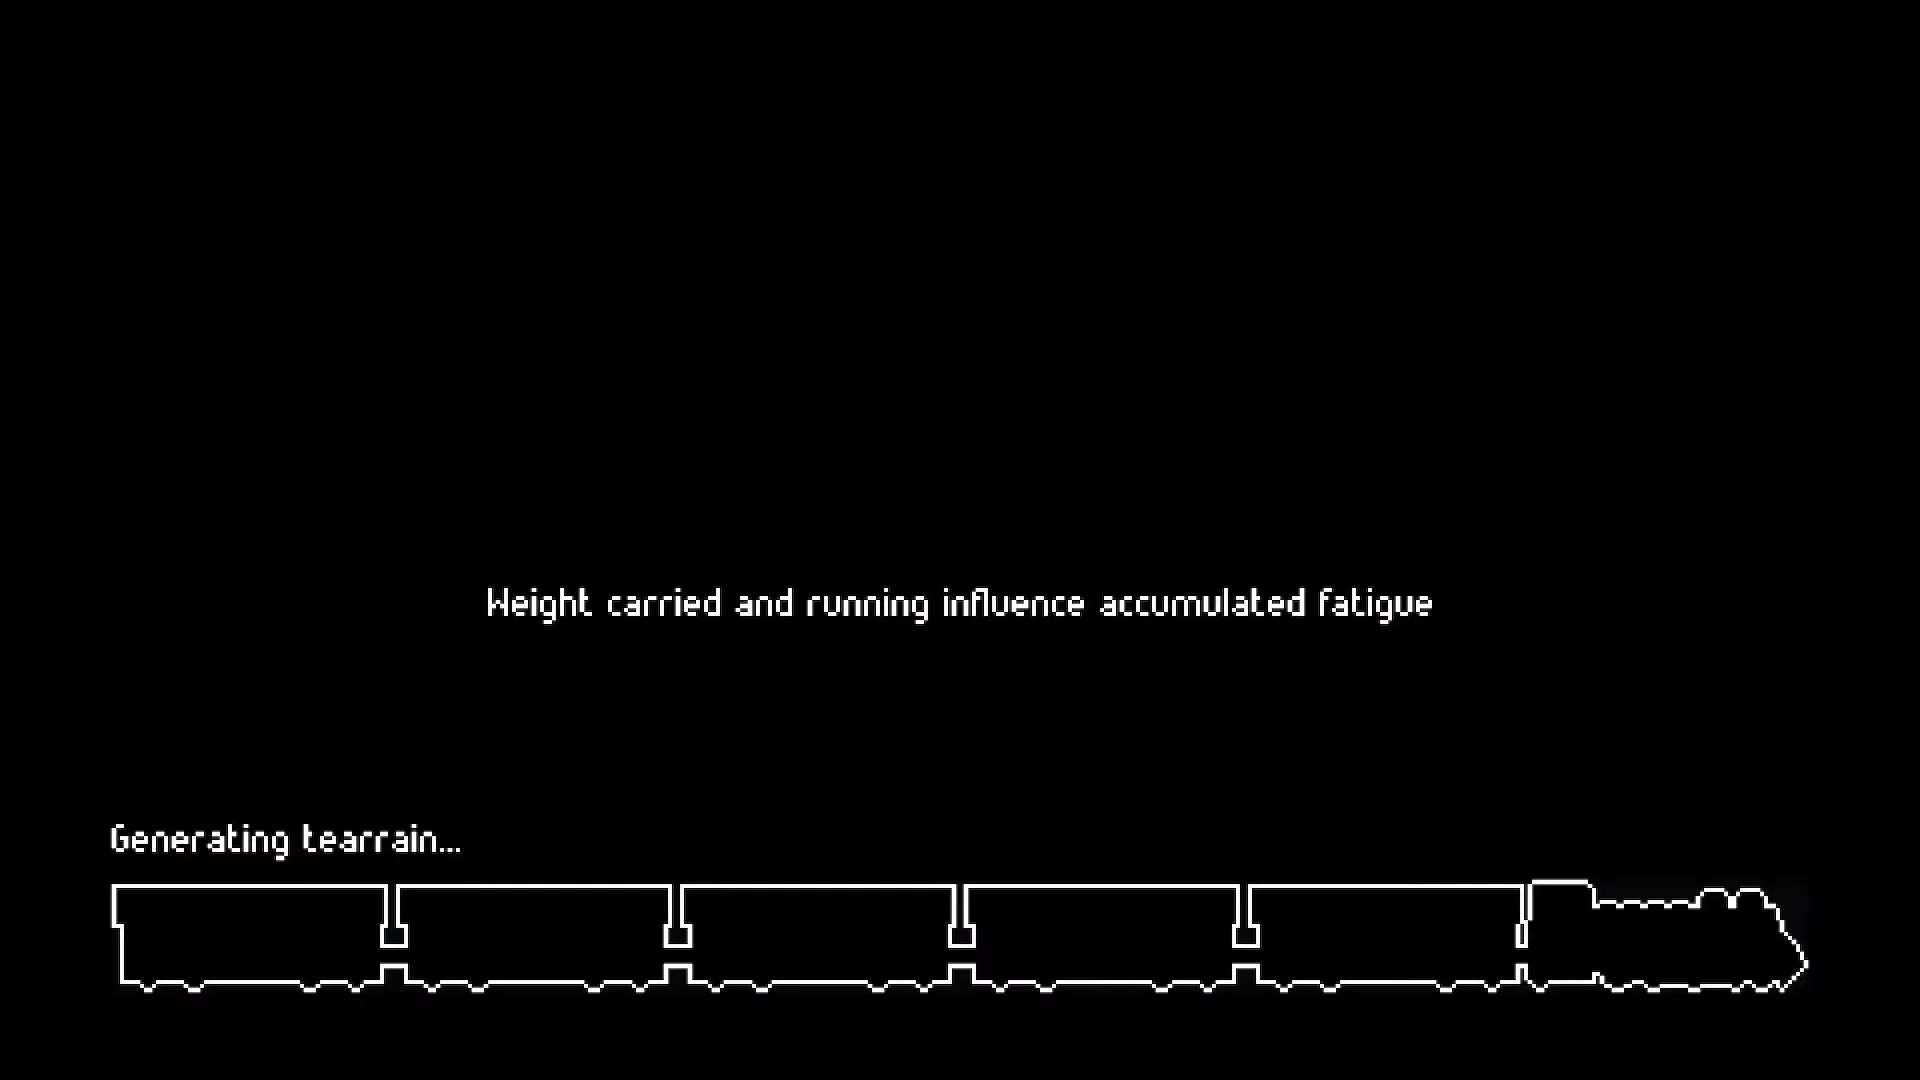 Weight carried and running influence accumulated fatigue
Generating tearrain...